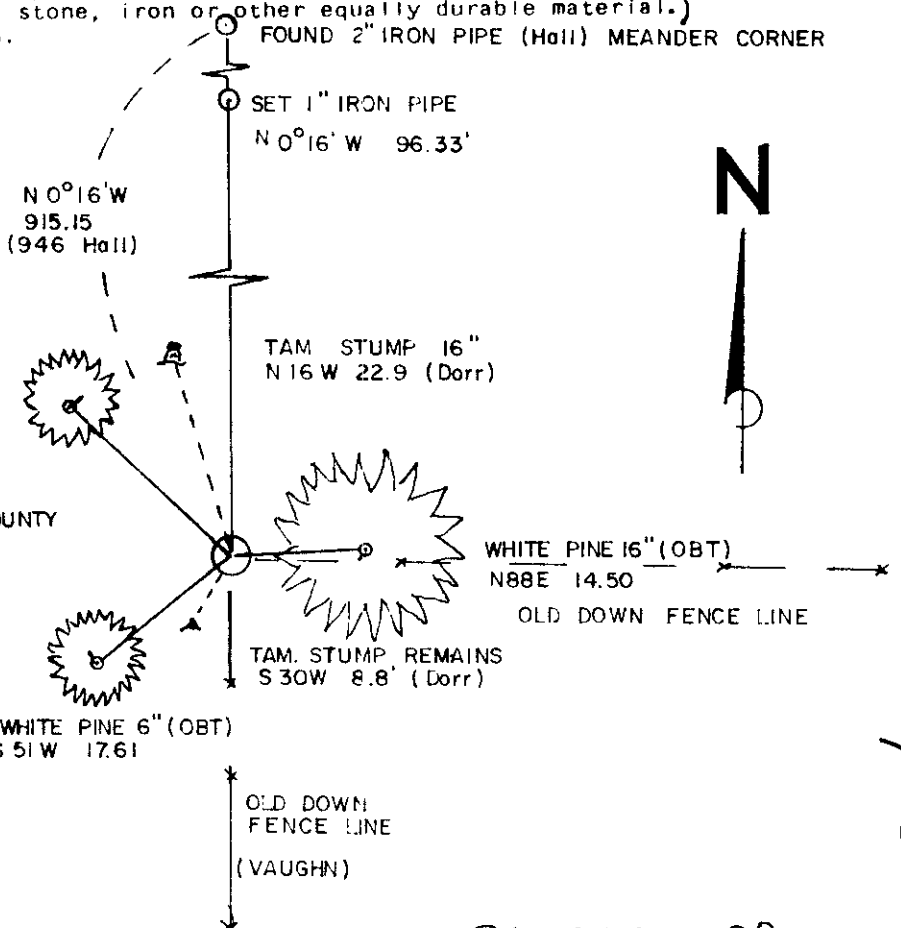 stone, iron or other equally durable material.)
FOUND 2" IRON PIPE (Hall) MEANDER CORNER
SET 1" IRON PIPE
N 0°16' W 96.33'
N
N 0°16'W
915.15
(946 Hall)
TAM STUMP 16"
N 16 W 22.9 (Dorr)
OUNTY
WHITE PINE 16" (OBT)
N88E 14.50
OLD DOWN FENCE LINE
TAM. STUMP REMAINS
S 30W 8.8' (Dorr)
WHITE PINE 6" (OBT)
S 51 W 17.61
OLD DOWN
FENCE LINE
(VAUGHN)